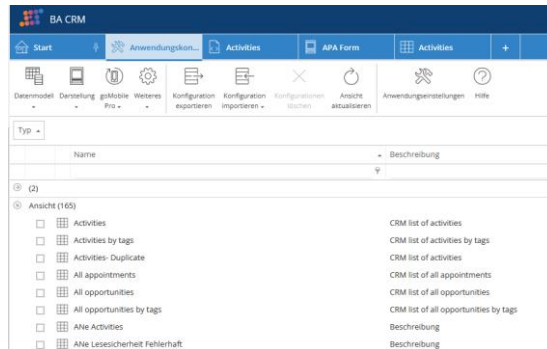 BA CRM
Start Anwendungskon... Activities APA Form Activities +
Datenmodell Darstellung goMobile Pro Weiteres Konfiguration exportieren Konfiguration importieren Konfigurationen löschen Ansicht aktualisieren Anwendungseinstellungen Hilfe
Typ
Name Beschreibung
(2)
Ansicht (165)
Activities CRM list of activities
Activities by tags CRM list of activities by tags
Activities- Duplicate CRM list of activities
All appointments CRM list of all appointments
All opportunities CRM list of all opportunities
All opportunities by tags CRM list of all opportunities by tags
ANe Activities Beschreibung
ANe Lesesicherheit Fehlerhaft Beschreibung